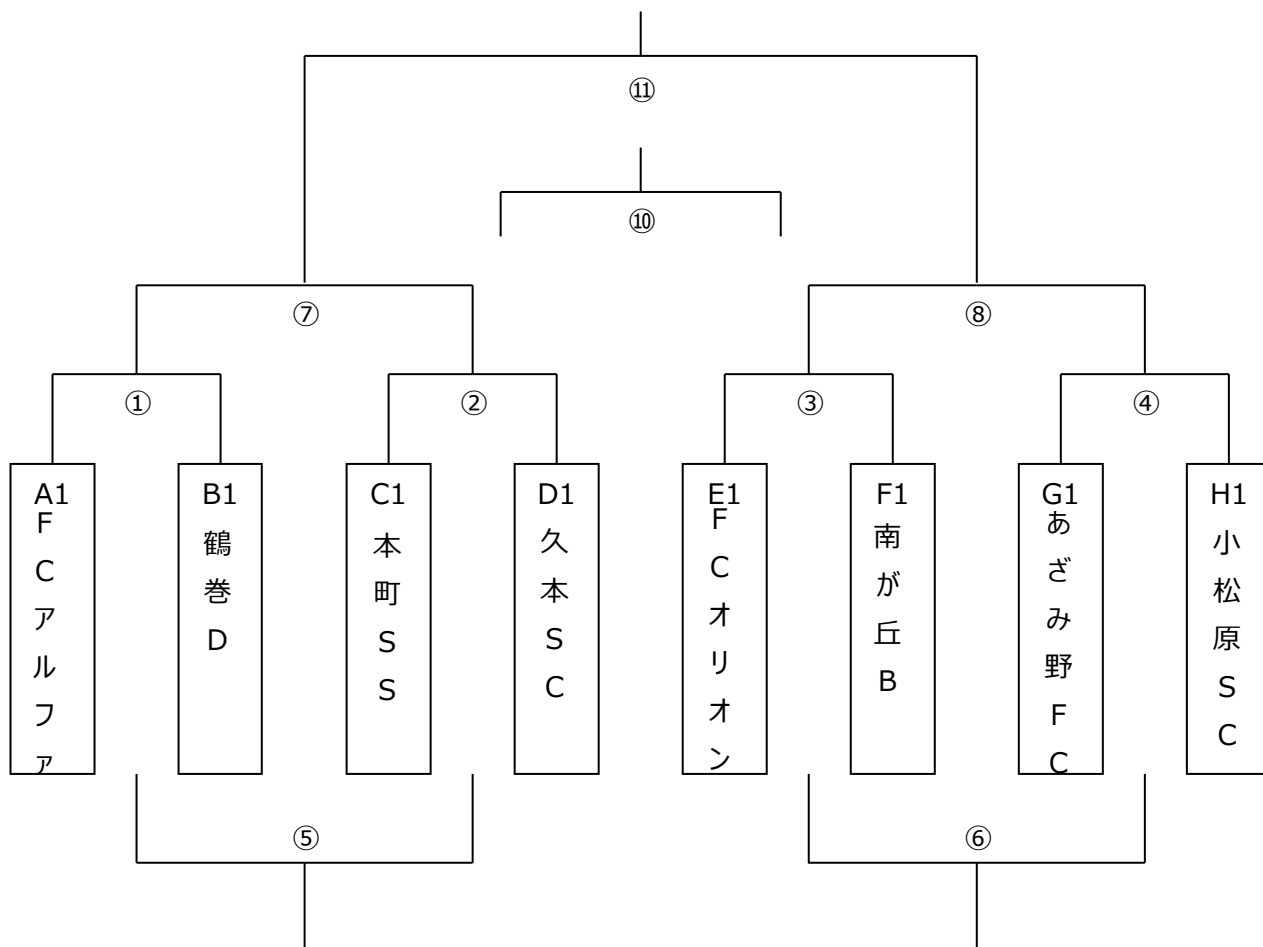 ⑪
⑩
⑦
⑧
①
②
③
④
A1
FCアルファ
B1
鶴巻D
C1
本町SS
D1
久本SC
E1
FCオリオン
F1
南が丘B
G1
あざみ野FC
H1
小松原SC
⑤
⑥